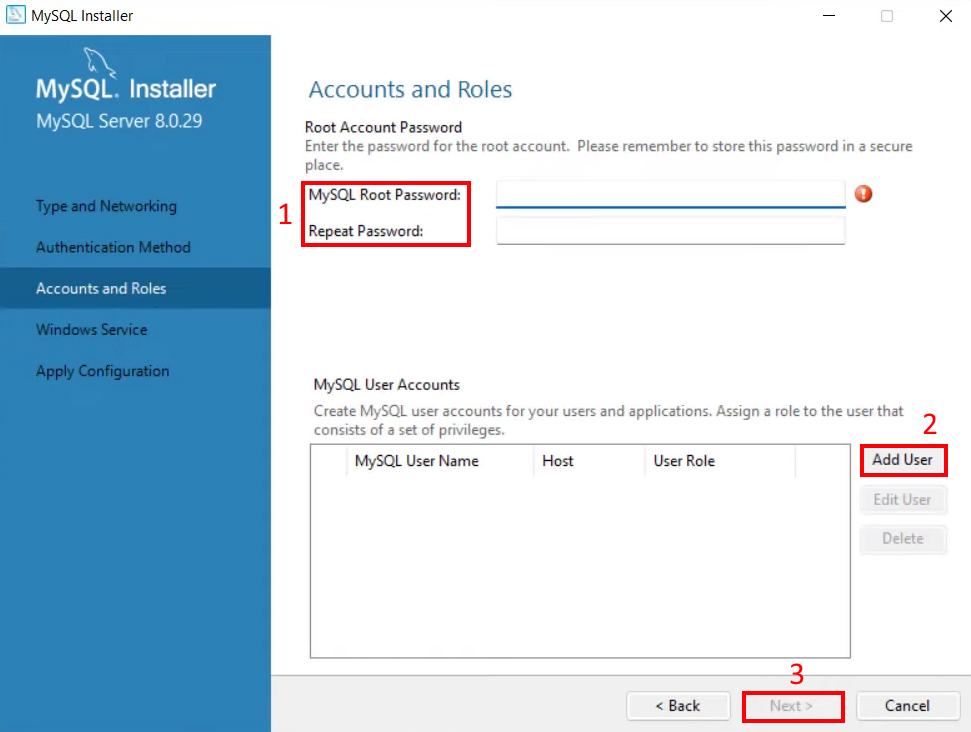 MySQL Installer
MySQL. Installer
MySQL Server 8.0.29
Type and Networking
Authentication Method
Accounts and Roles
Windows Service
Apply Configuration
Accounts and Roles
Root Account Password
Enter the password for the root account. Please remember to store this password in a secure
place.
1
MySQL Root Password:
Repeat Password:
MySQL User Accounts
Create MySQL user accounts for your users and applications. Assign a role to the user that
consists of a set of privileges.
2
MySQL User Name Host User Role
Add User
Edit User
Delete
3
< Back Next > Cancel